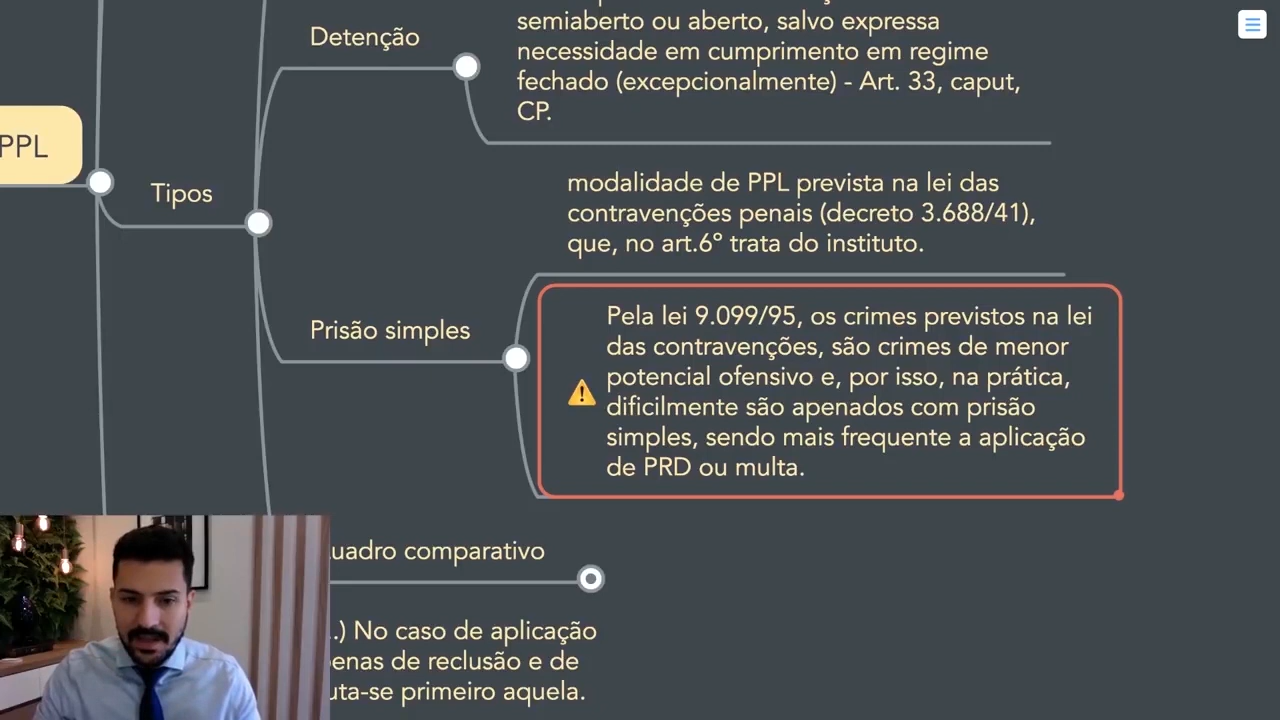 semiaberto ou aberto, salvo expressa
Detenção
necessidade em cumprimento em regime
fechado (excepcionalmente) - Art. 33, caput,
CP.
PPL
Tipos
modalidade de PPL prevista na lei das
contravenções penais (decreto 3.688/41),
que, no art.6º trata do instituto.
Prisão simples
Pela lei 9.099/95, os crimes previstos na lei
das contravenções, são crimes de menor
potencial ofensivo e, por isso, na prática,
dificilmente são apenados com prisão
simples, sendo mais frequente a aplicação
de PRD ou multa.
uadro comparativo
.) No caso de aplicação
enas de reclusão e de
uta-se primeiro aquela.